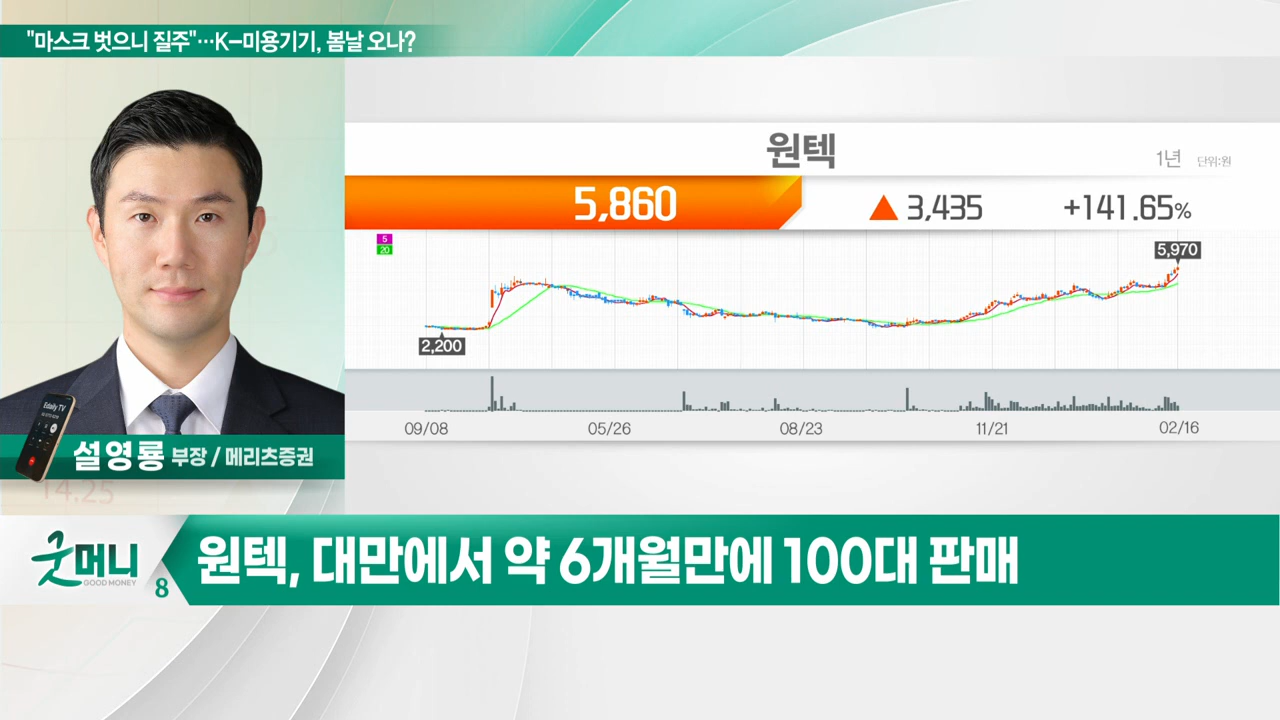 "마스크 벗으니 질주"…K-미용기기, 봄날 오나?
원텍
1년 단위:원
5,860 ▲ 3,435 +141.65%
5
20
5,970
2,200
09/08 05/26 08/23 11/21 02/16
Edaily TV
설영룡 부장 / 메리츠증권
14.25
굿머니
GOOD MONEY
8
원텍, 대만에서 약 6개월만에 100대 판매